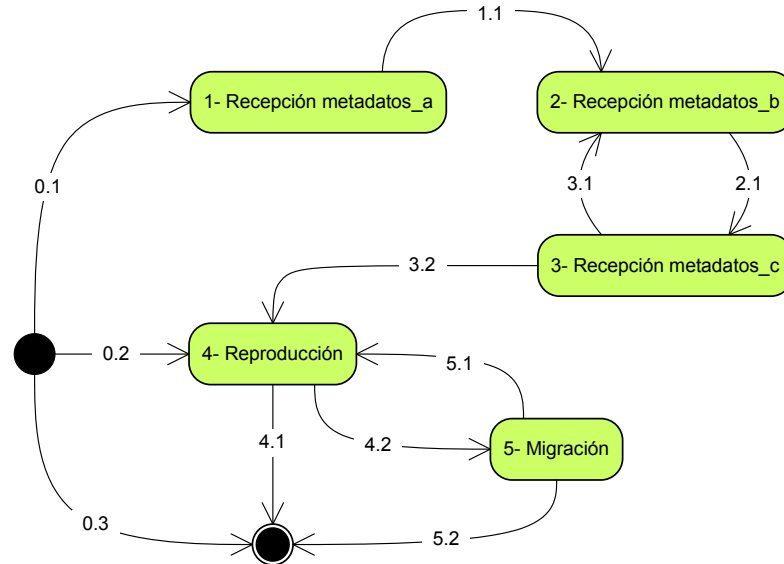 1.1
1- Recepción metadatos_a
2- Recepción metadatos_b
0.1
3.1
2.1
3.2
3- Recepción metadatos_c
0.2
4- Reproducción
5.1
4.1
4.2
5- Migración
0.3
5.2